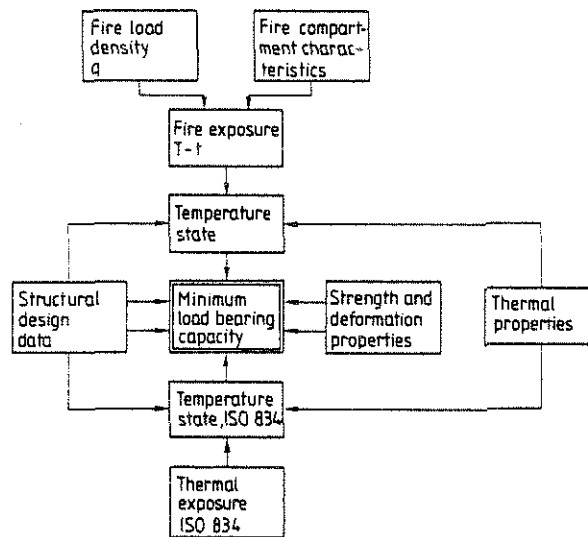 Fire load
density
q
Fire compart-
ment charac-
teristics
Fire exposure
T-t
Temperature
state
Structural
design
data
Minimum
load bearing
capacity
Strength and
deformation
properties
Thermal
properties
Temperature
state, ISO 834
Thermal
exposure
ISO 834